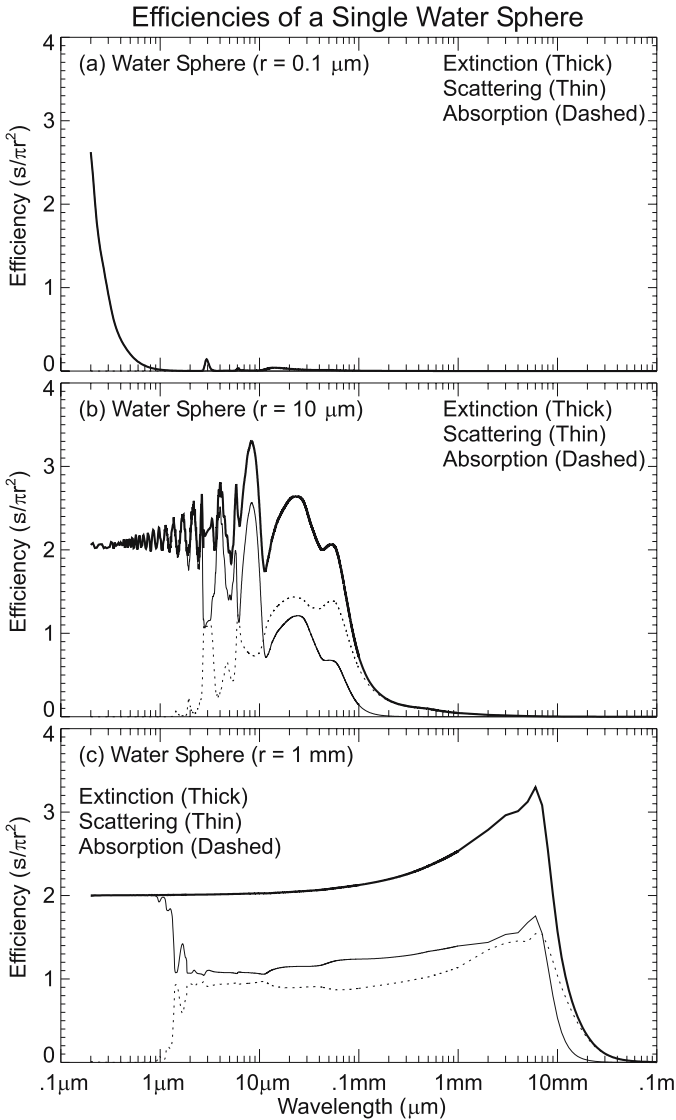 Efficiencies of a Single Water Sphere
4
(a) Water Sphere (r = 0.1 μm)
Extinction (Thick)
Scattering (Thin)
Absorption (Dashed)
3
Efficiency (s/πr²)
2
1
0
4
(b) Water Sphere (r = 10 μm)
Extinction (Thick)
Scattering (Thin)
Absorption (Dashed)
3
Efficiency (s/πr²)
2
1
0
4
(c) Water Sphere (r = 1 mm)
Extinction (Thick)
Scattering (Thin)
Absorption (Dashed)
3
Efficiency (s/πr²)
2
1
0
.1μm 1μm 10μm .1mm 1mm 10mm .1m
Wavelength (μm)